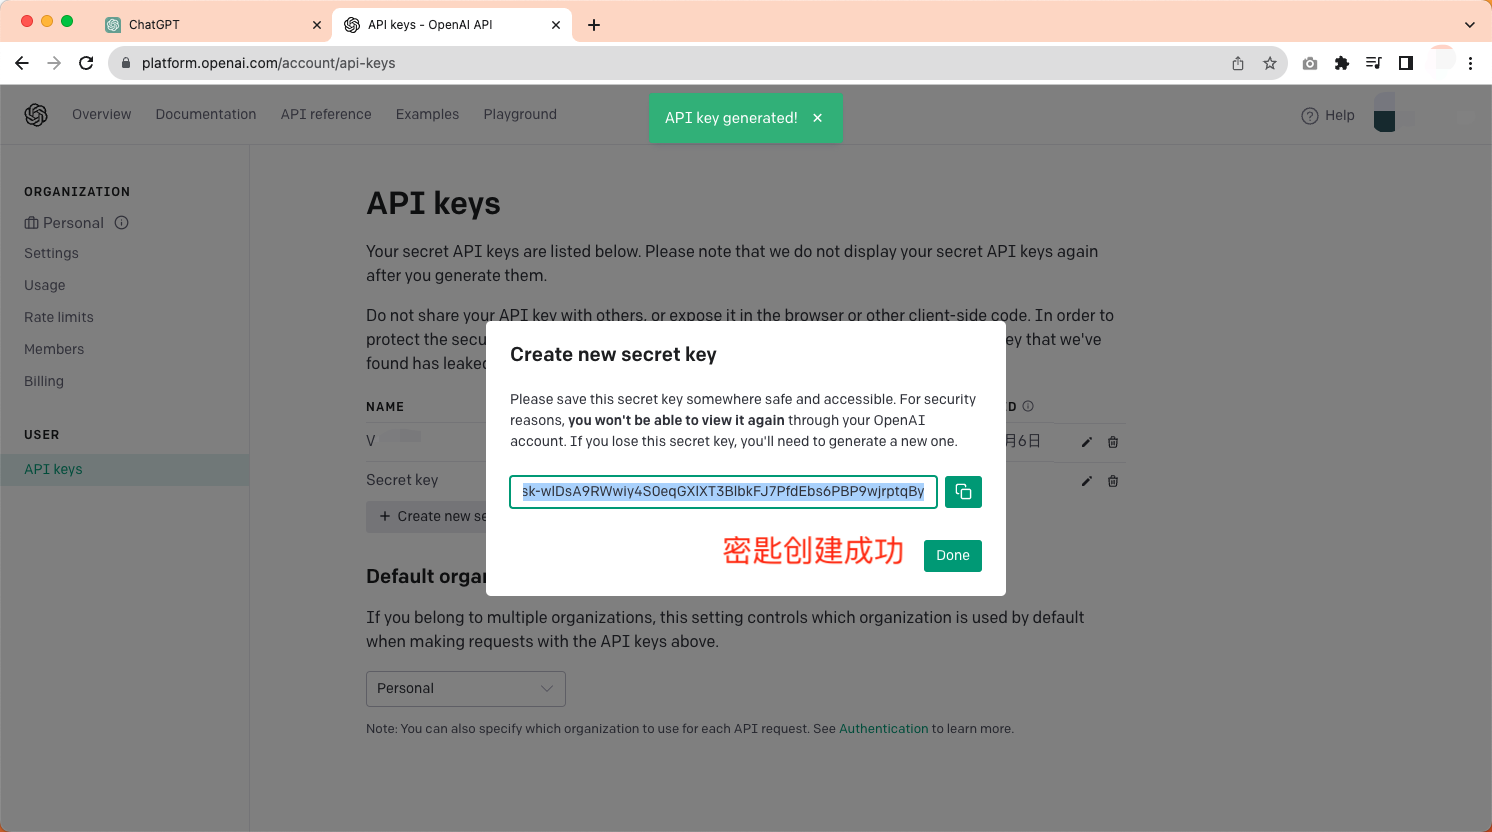 ChatGPT
API keys - OpenAI API
platform.openai.com/account/api-keys
Overview Documentation API reference Examples Playground
API key generated!
Help
ORGANIZATION
Personal
Settings
Usage
Rate limits
Members
Billing
USER
API keys
API keys
Your secret API keys are listed below. Please note that we do not display your secret API keys again
after you generate them.
Do not share your API key with others, or expose it in the browser or other client-side code. In order to
protect the secu
ey that we've
found has leake
NAME
D
V
月6日
Secret key
+ Create new se
Create new secret key
Please save this secret key somewhere safe and accessible. For security
reasons, you won't be able to view it again through your OpenAI
account. If you lose this secret key, you'll need to generate a new one.
密匙创建成功
Done
Default orga
If you belong to multiple organizations, this setting controls which organization is used by default
when making requests with the API keys above.
Personal
Note: You can also specify which organization to use for each API request. See Authentication to learn more.